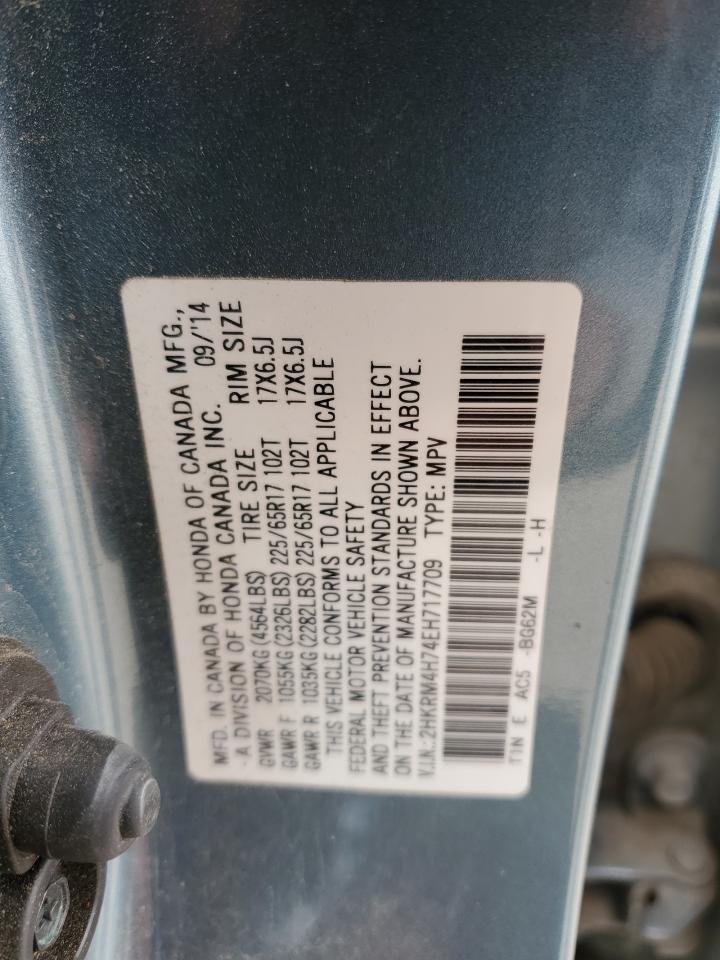 MFD. IN CANADA BY HONDA OF CANADA MFG.,
- A DIVISION OF HONDA CANADA INC. 09/'14
GVWR 2070KG (4564LBS) TIRE SIZE RIM SIZE
GAWR F 1055KG (2326LBS) 225/65R17 102T 17X6.5J
GAWR R 1035KG (2282LBS) 225/65R17 102T 17X6.5J
THIS VEHICLE CONFORMS TO ALL APPLICABLE
FEDERAL MOTOR VEHICLE SAFETY
AND THEFT PREVENTION STANDARDS IN EFFECT
ON THE DATE OF MANUFACTURE SHOWN ABOVE.
V.I.N.: 2HKRM4H74EH717709 TYPE: MPV
T1N E AC5 -BG62M -L -H